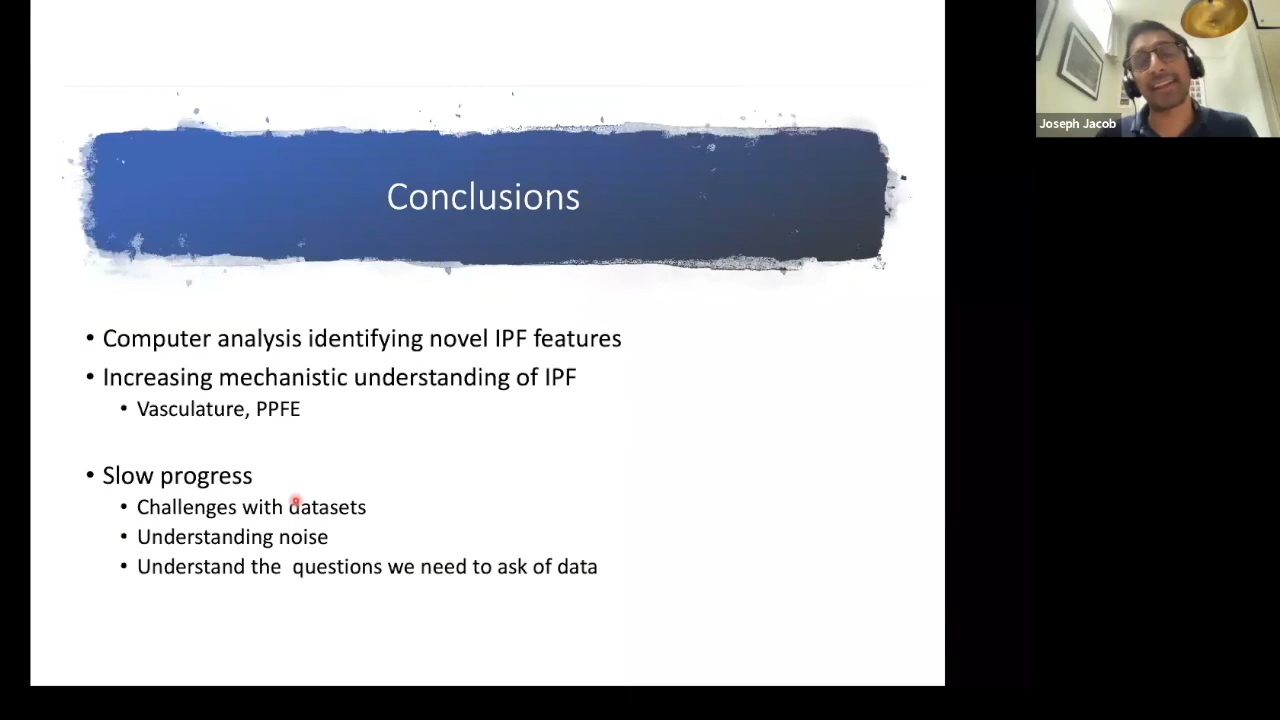 Conclusions
• Computer analysis identifying novel IPF features
• Increasing mechanistic understanding of IPF
• Vasculature, PPFE
• Slow progress
• Challenges with datasets
• Understanding noise
• Understand the  questions we need to ask of data
Joseph Jacob